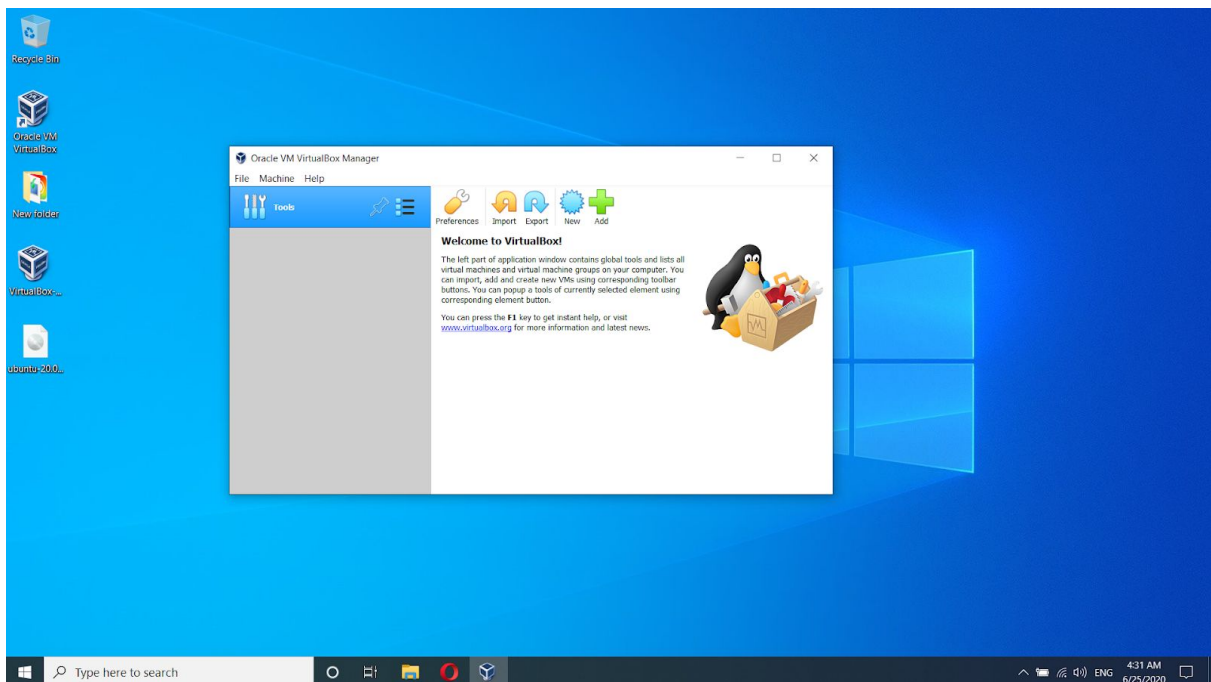 Recycle Bin
Oracle VM
VirtualBox
New folder
VirtualBox-...
ubuntu-20.0...
Oracle VM VirtualBox Manager
File Machine Help
Tools
Preferences Import Export New Add
Welcome to VirtualBox!
The left part of application window contains global tools and lists all
virtual machines and virtual machine groups on your computer. You
can import, add and create new VMs using corresponding toolbar
buttons. You can popup a tools of currently selected element using
corresponding element button.
You can press the F1 key to get instant help, or visit
www.virtualbox.org for more information and latest news.
VM
Type here to search
ENG
4:31 AM
6/25/2020